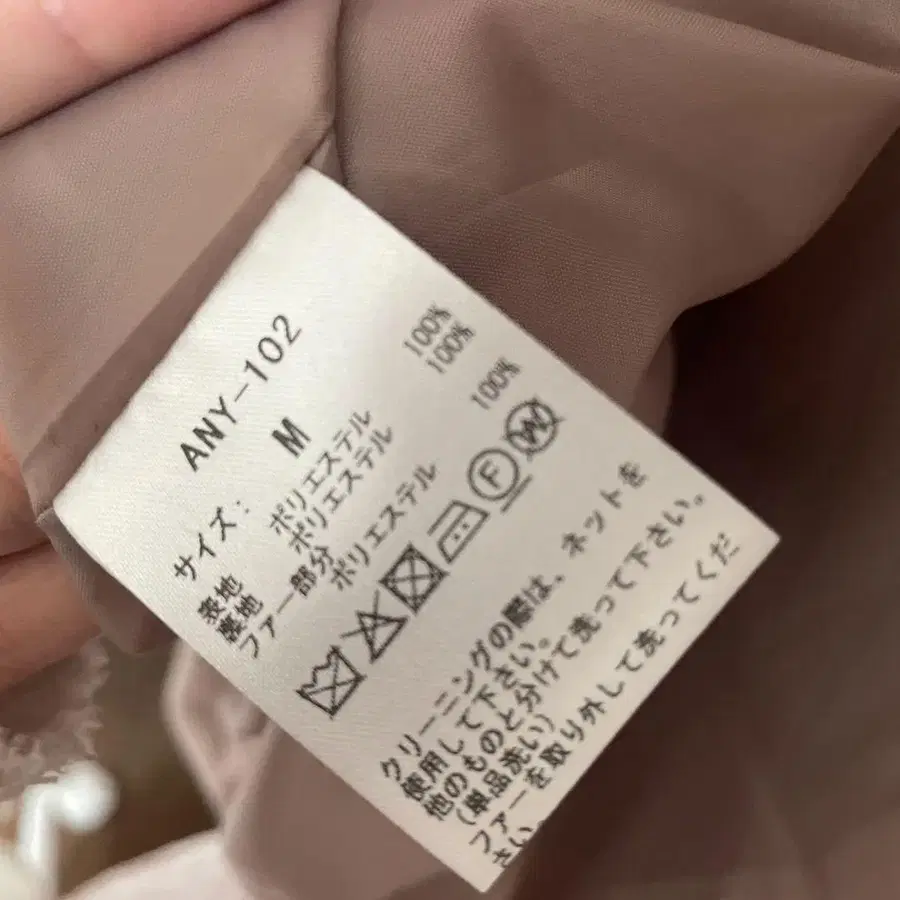 ANY-102
サイズ: M
表地 ポリエステル 100%
裏地 ポリエステル 100%
ファー部分
ポリエステル 100%
F W
クリーニングの際は、ネットを
使用して下さい。
他のものと分けて洗って下さい。
(単品洗い)
ファーを取り外して洗ってくだ
さい